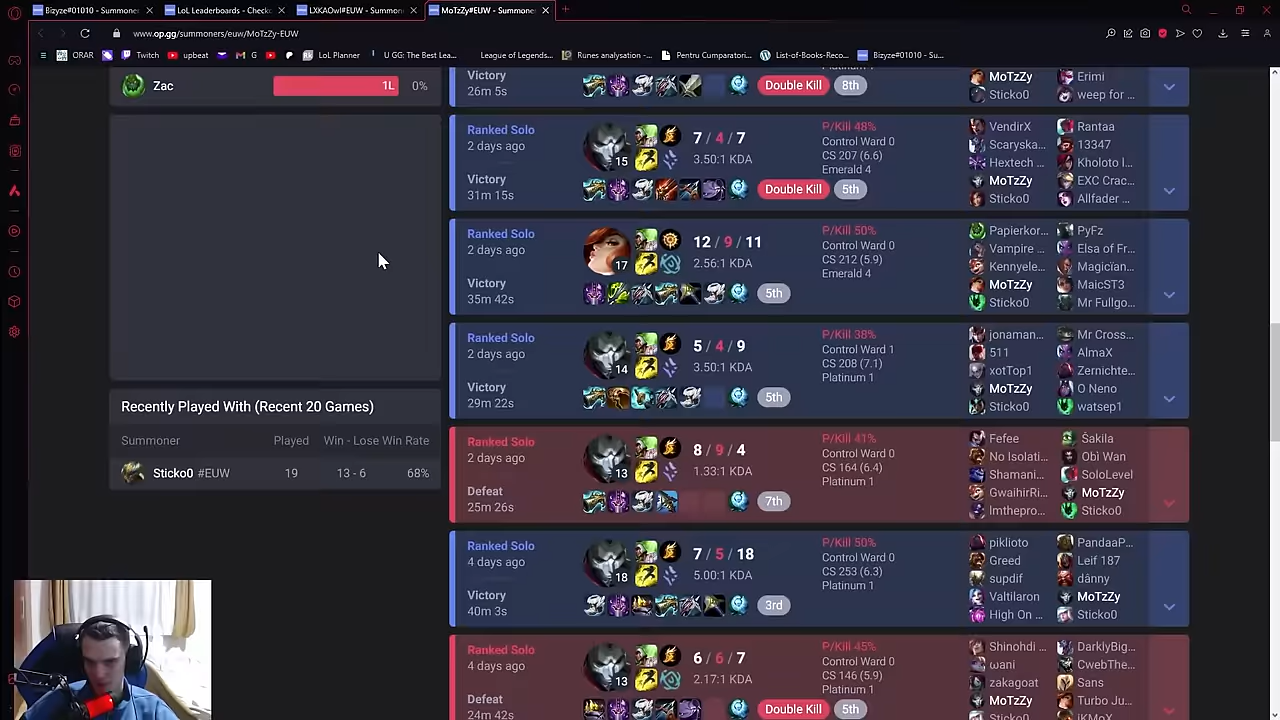 Bizyze#01010 - Summone
LoL Leaderboards - Check
LXKAOwl#EUW - Summon
MoTzZy#EUW - Summone
www.op.gg/summoners/euw/MoTzZy-EUW
ORAR
Twitch
upbeat
M
G
LoL Planner
U GG: The Best Lea...
League of Legends...
Runes analysation -...
Pentru Comparatori...
List-of-Books-Reco...
Bizyze#01010 - Su...
Zac
1L
0%
Victory
26m 5s
Double Kill
8th
MoTzZy
Erimi
Sticko0
weep for ...
Ranked Solo
2 days ago
Victory
31m 15s
15
7 / 4 / 7
3.50:1 KDA
Double Kill
5th
P/Kill 48%
Control Ward 0
CS 207 (6.6)
Emerald 4
VendirX
Rantaa
Scaryska...
13347
Hextech ...
Kholoto l...
MoTzZy
EXC Crac...
Sticko0
Allfader ...
Ranked Solo
2 days ago
Victory
35m 42s
17
12 / 9 / 11
2.56:1 KDA
5th
P/Kill 50%
Control Ward 0
CS 212 (5.9)
Emerald 4
Papierkor...
PyFz
Vampire ...
Elsa of Fr...
Kennyele...
Magicïan...
MoTzZy
MaicST3
Sticko0
Mr Fullgo...
Ranked Solo
2 days ago
Victory
29m 22s
14
5 / 4 / 9
3.50:1 KDA
5th
P/Kill 38%
Control Ward 1
CS 208 (7.1)
Platinum 1
jonaman...
Mr Cross...
511
AlmaX
xotTop1
Zernichte...
MoTzZy
O Neno
Sticko0
watsep1
Recently Played With (Recent 20 Games)
Summoner
Played
Win - Lose
Win Rate
Sticko0 #EUW
19
13 - 6
68%
Ranked Solo
2 days ago
Defeat
25m 26s
13
8 / 9 / 4
1.33:1 KDA
7th
P/Kill 41%
Control Ward 0
CS 164 (6.4)
Platinum 1
Fefee
Šakila
No Isolati...
Obì Wan
Shamani...
SoloLevel
GwaihirRi...
MoTzZy
Imthepro...
Sticko0
Ranked Solo
4 days ago
Victory
40m 3s
18
7 / 5 / 18
5.00:1 KDA
3rd
P/Kill 50%
Control Ward 0
CS 253 (6.3)
Platinum 1
piklioto
PandaaP...
Greed
Leif 187
supdif
dånny
Valtilaron
MoTzZy
High On ...
Sticko0
Ranked Solo
4 days ago
Defeat
24m 42s
13
6 / 6 / 7
2.17:1 KDA
Double Kill
5th
P/Kill 45%
Control Ward 0
CS 146 (5.9)
Platinum 1
Shinohdi ...
DarklyBig...
wani
CwebThe...
zakagoat
Sans
MoTzZy
Turbo Ju...
Sticko0
iKMoX